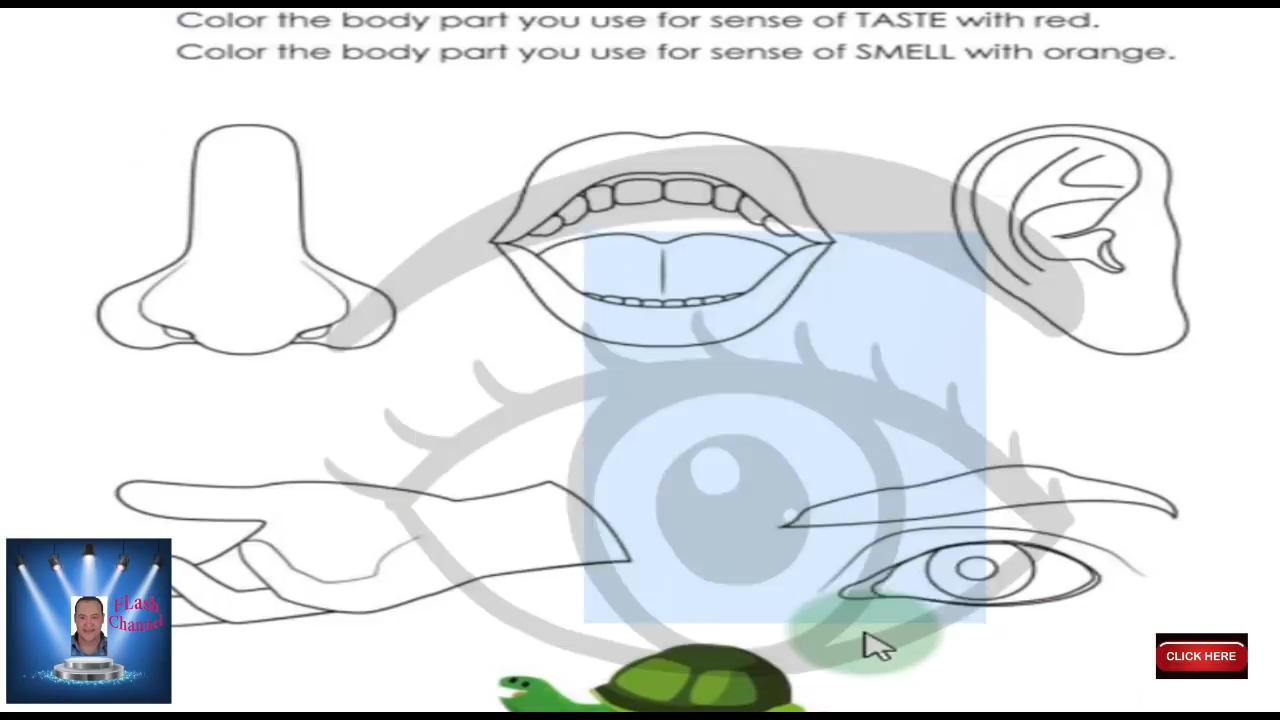 Color the body part you use for sense of TASTE with red.
Color the body part you use for sense of SMELL with orange.
FLash
Channel
CLICK HERE